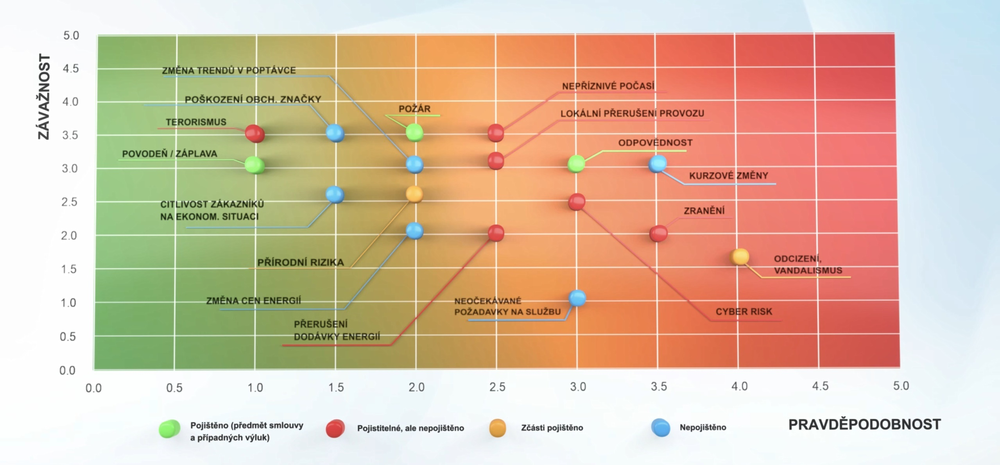 ZÁVAŽNOST
5.0
4.5
4.0
3.5
3.0
2.5
2.0
1.5
1.0
0.5
0.0
ZMĚNA TRENDŮ V POPTÁVCE
POŠKOZENÍ OBCH. ZNAČKY
TERORISMUS
POVODEŇ / ZÁPLAVA
CITLIVOST ZÁKAZNÍKŮ
NA EKONOM. SITUACI
PŘÍRODNÍ RIZIKA
ZMĚNA CEN ENERGIÍ
PŘERUŠENÍ
DODÁVKY ENERGIÍ
POŽÁR
NEPŘÍZNIVÉ POČASÍ
LOKÁLNÍ PŘERUŠENÍ PROVOZU
ODPOVĚDNOST
KURZOVÉ ZMĚNY
ZRANĚNÍ
ODCIZENÍ,
VANDALISMUS
NEOČEKÁVANÉ
POŽADAVKY NA SLUŽBU
CYBER RISK
0.0 0.5 1.0 1.5 2.0 2.5 3.0 3.5 4.0 4.5 5.0
PRAVDĚPODOBNOST
Pojištěno (předmět smlouvy
a případných výluk)
Pojistitelné, ale nepojištěno
Zčásti pojištěno
Nepojištěno